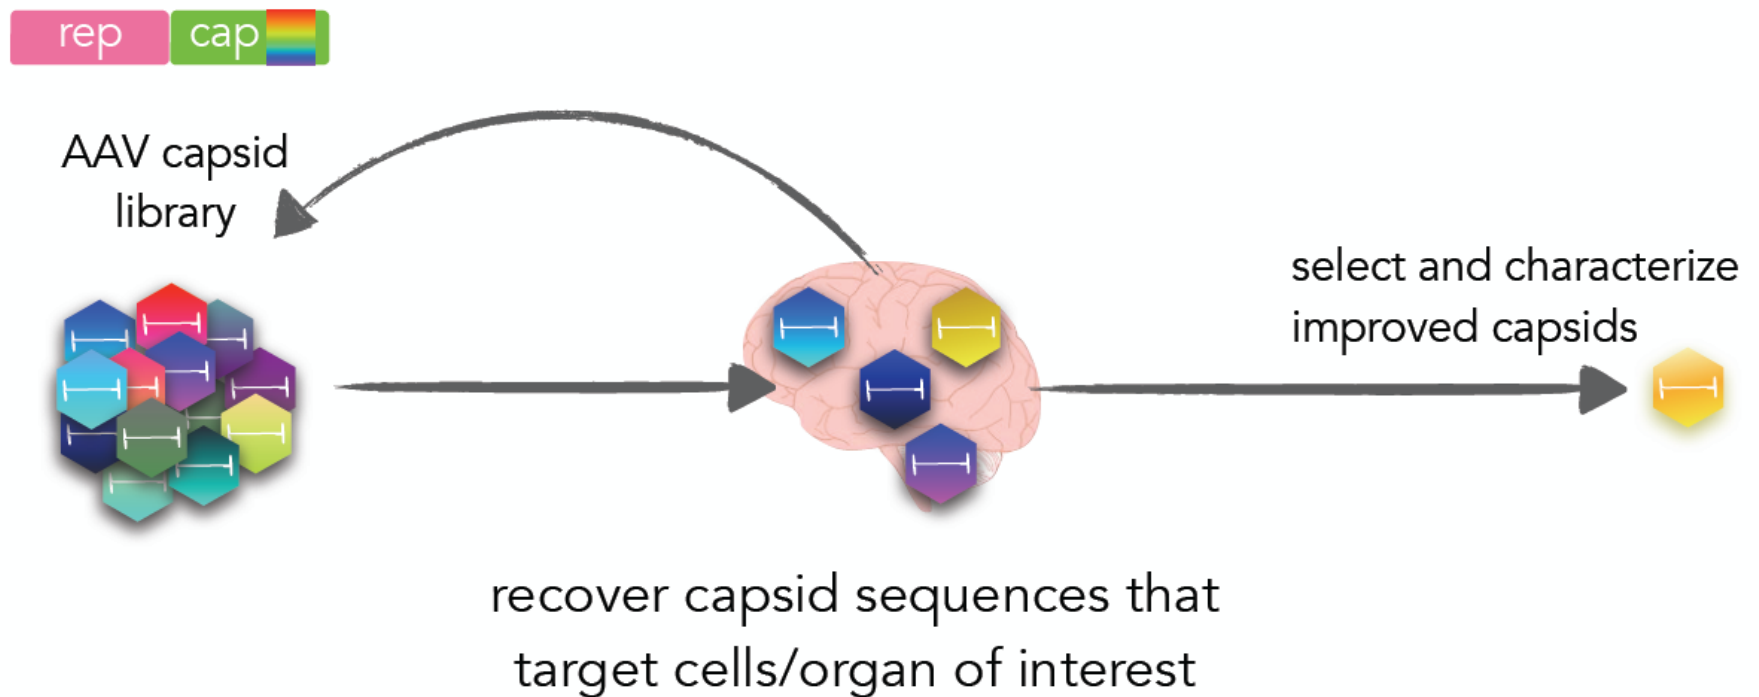 rep cap
AAV capsid
library
select and characterize
improved capsids
recover capsid sequences that
target cells/organ of interest